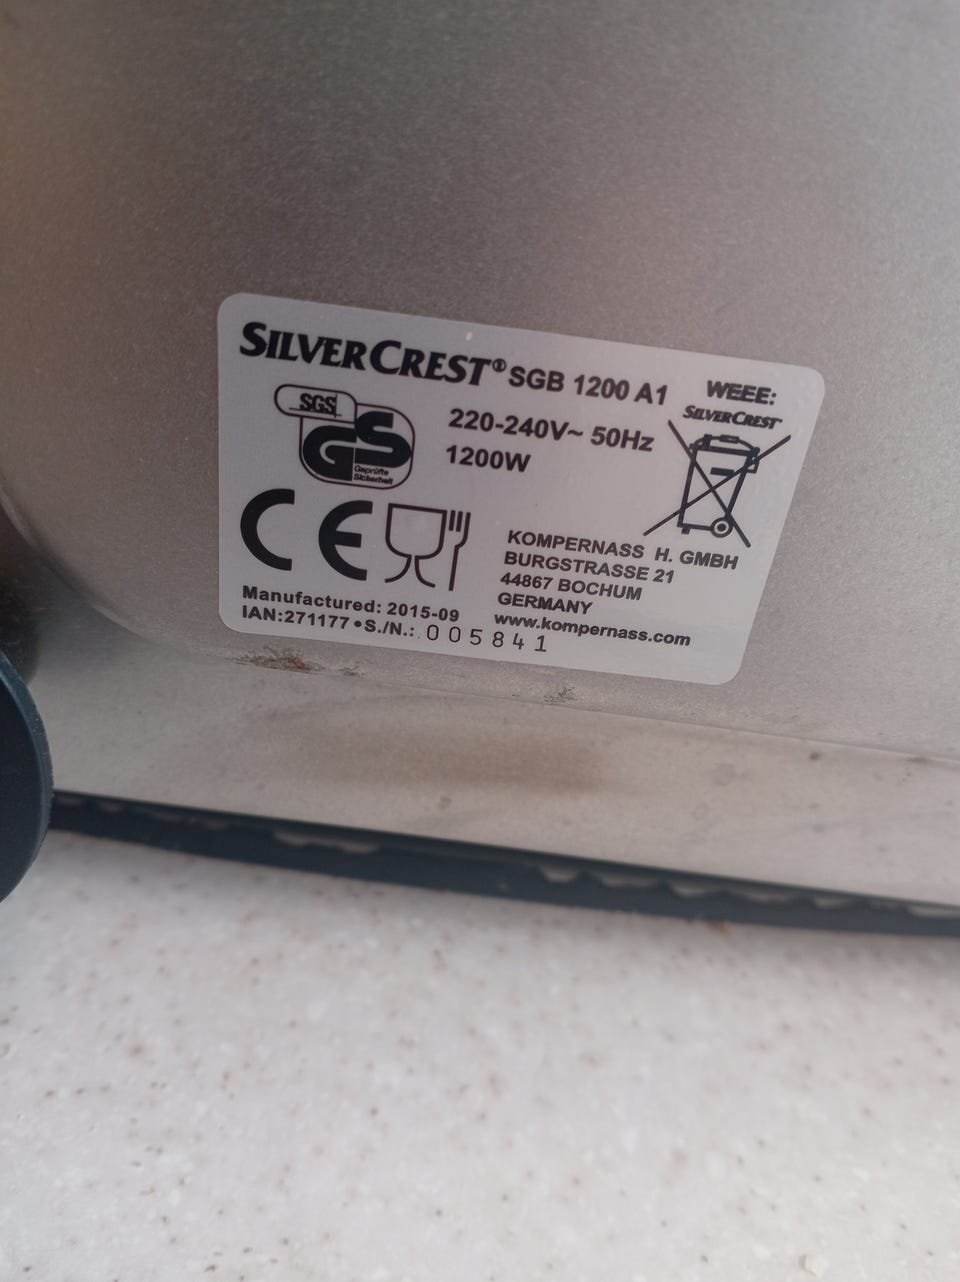 SILVERCREST® SGB 1200 A1
220-240V~ 50Hz
1200W
SGS
GS
Geprüfte
Sicherheit
CE
WEEE:
SILVERCREST®
KOMPERNASS H. GMBH
BURGSTRASSE 21
44867 BOCHUM
GERMANY
www.kompernass.com
Manufactured: 2015-09
IAN:271177•S./N.: 005841